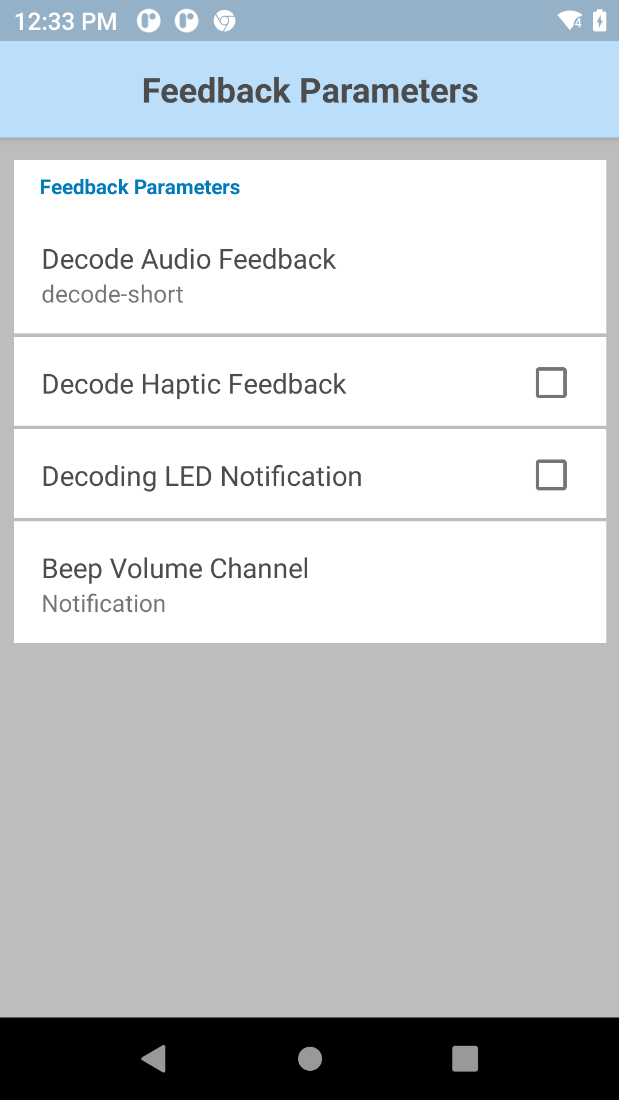 12:33 PM
4
Feedback Parameters
Feedback Parameters
Decode Audio Feedback
decode-short
Decode Haptic Feedback
Decoding LED Notification
Beep Volume Channel
Notification